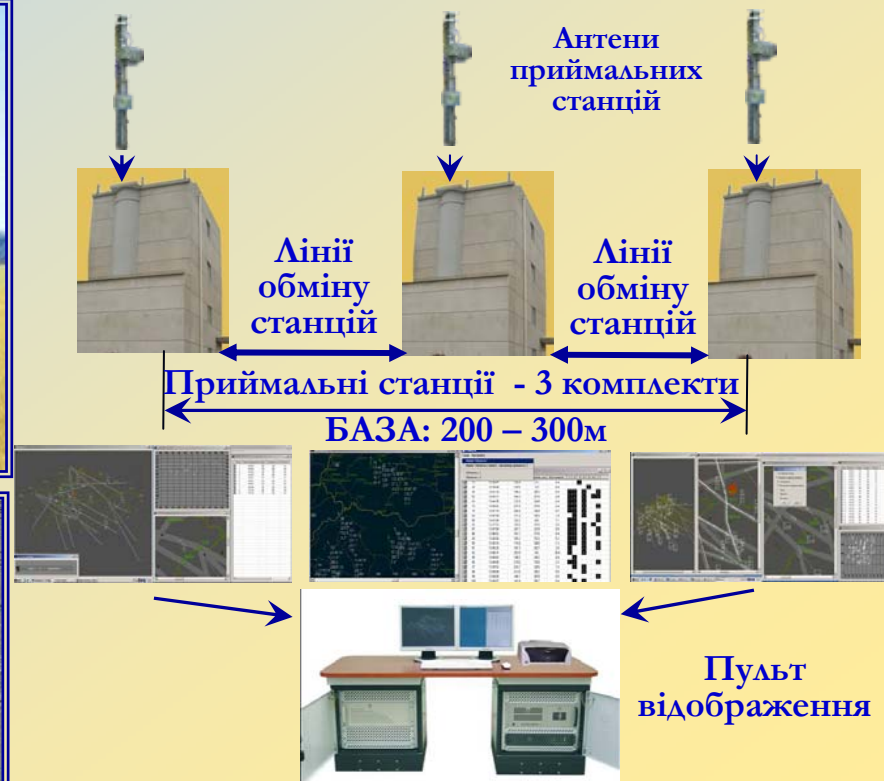 Антени
приймальних
станцій
Лінії
обміну
станцій
Лінії
обміну
станцій
Приймальні станції - 3 комплекти
БАЗА: 200 – 300м
Пульт
відображення